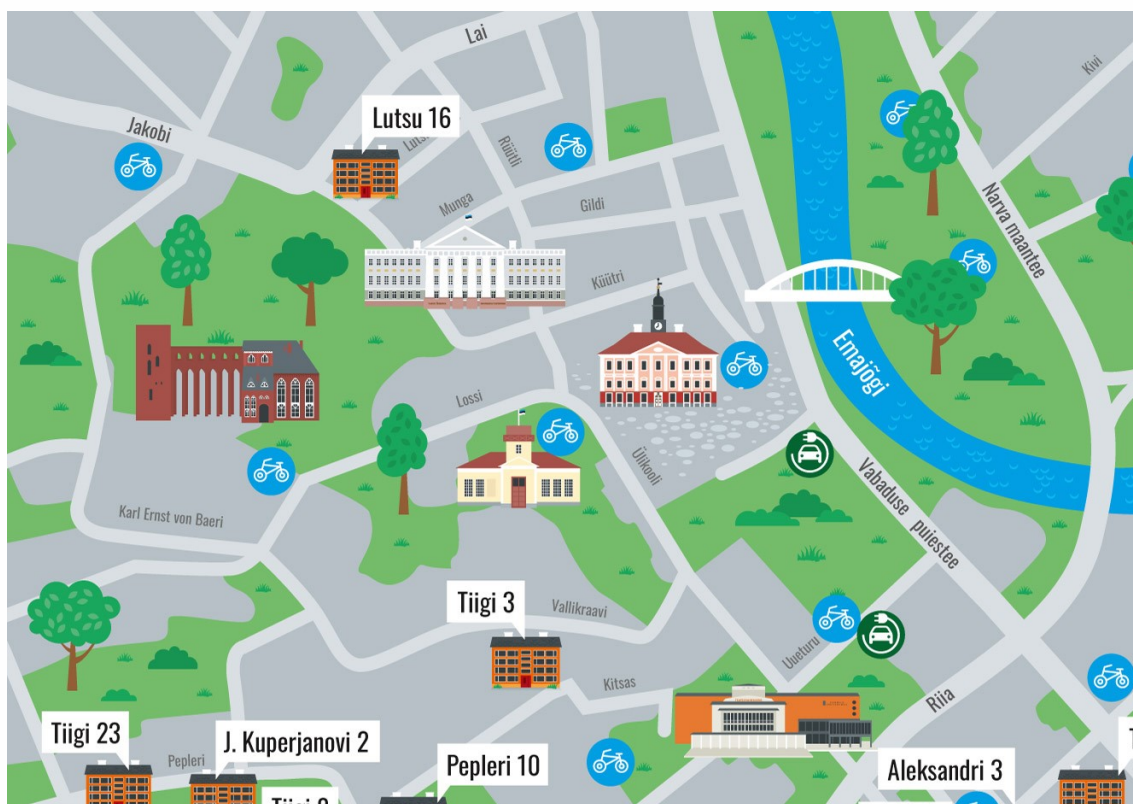 Lai
Kivi
Jakobi
Lutsu 16
Rüütli
Munga
Gildi
Narva maantee
Küütri
Emajõgi
Lossi
Ülikooli
Karl Ernst von Baeri
Vabaduse puiestee
Tiigi 3
Vallikraavi
Uueturu
Kitsas
Riia
Tiigi 23
J. Kuperjanovi 2
Pepleri
Pepleri 10
Aleksandri 3